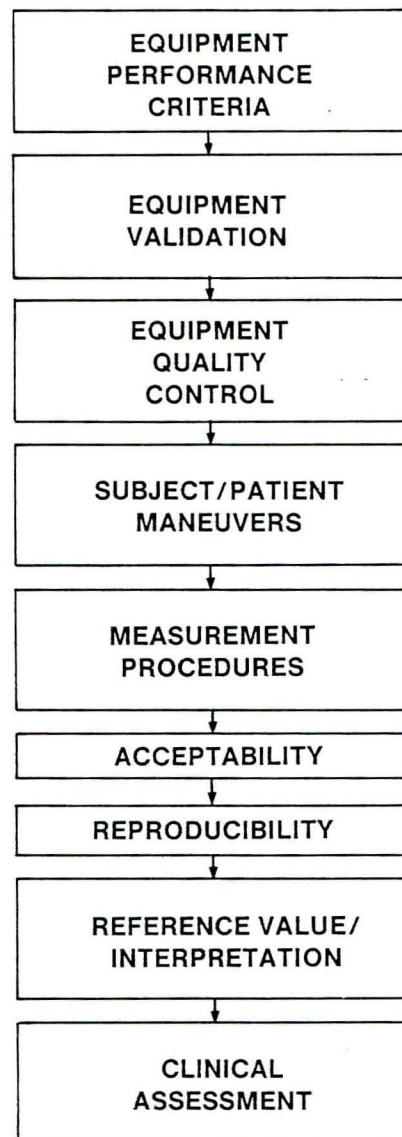 EQUIPMENT
PERFORMANCE
CRITERIA
EQUIPMENT
VALIDATION
EQUIPMENT
QUALITY
CONTROL
SUBJECT/PATIENT
MANEUVERS
MEASUREMENT
PROCEDURES
ACCEPTABILITY
REPRODUCIBILITY
REFERENCE VALUE/
INTERPRETATION
CLINICAL
ASSESSMENT